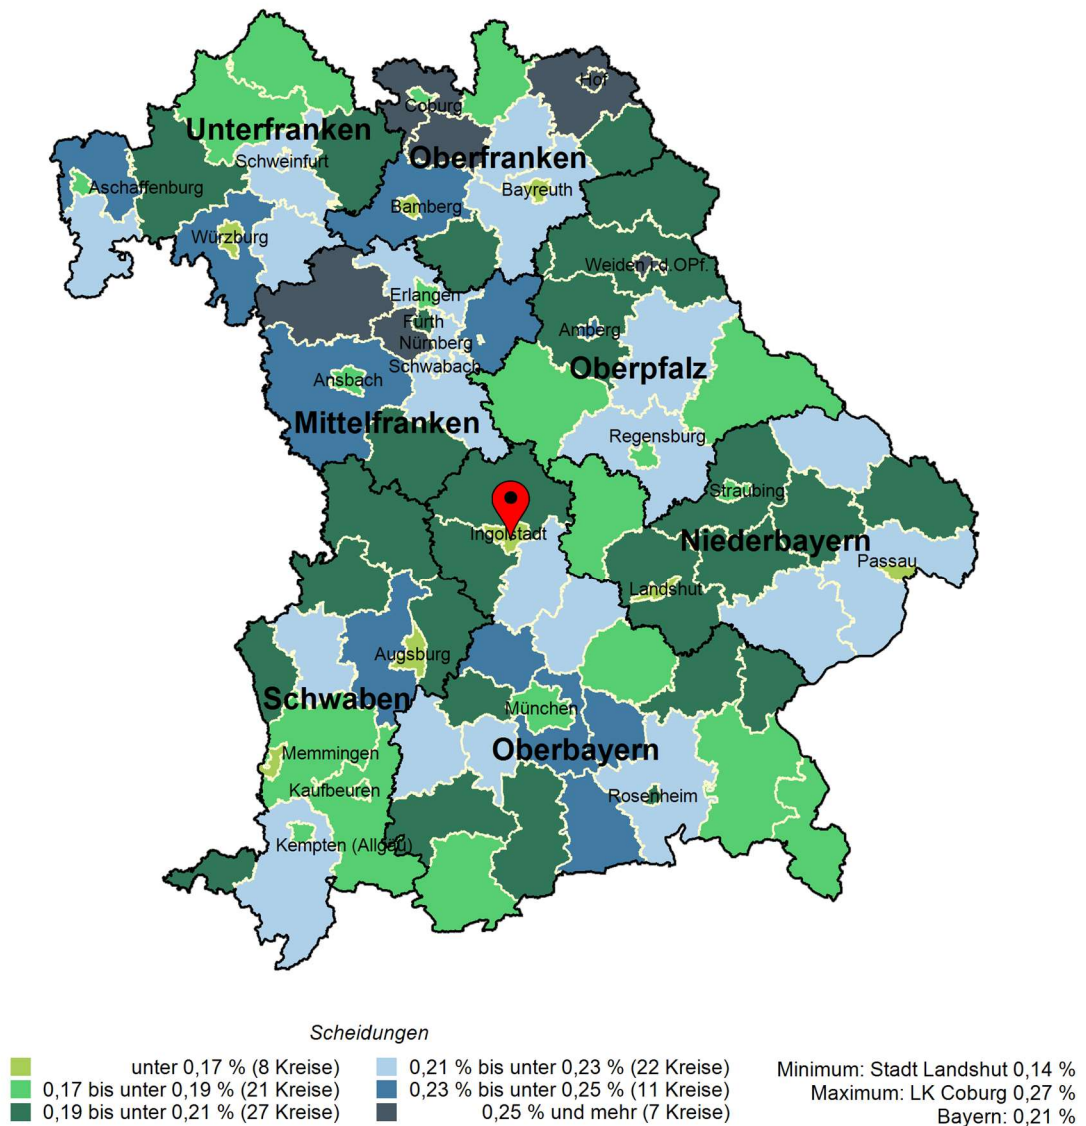 Hof
Coburg
Unterfranken
Oberfranken
Schweinfurt
Aschaffenburg
Bayreuth
Bamberg
Würzburg
Weiden i.d.OPf.
Erlangen
Fürth
Amberg
Nürnberg
Schwabach
Oberpfalz
Ansbach
Mittelfranken
Regensburg
Straubing
Ingolstadt
Niederbayern
Passau
Landshut
Augsburg
Schwaben
München
Oberbayern
Memmingen
Kaufbeuren
Rosenheim
Kempten (Allgäu)
Scheidungen
unter 0,17 % (8 Kreise)
0,17 bis unter 0,19 % (21 Kreise)
0,19 bis unter 0,21 % (27 Kreise)
0,21 % bis unter 0,23 % (22 Kreise)
0,23 % bis unter 0,25 % (11 Kreise)
0,25 % und mehr (7 Kreise)
Minimum: Stadt Landshut 0,14 %
Maximum: LK Coburg 0,27 %
Bayern: 0,21 %